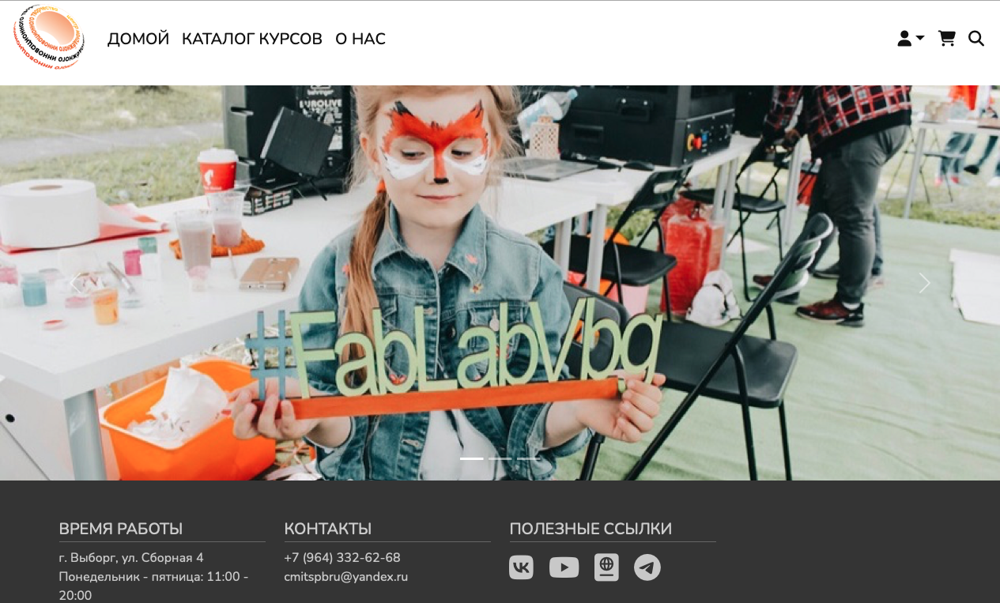 ДОМОЙ КАТАЛОГ КУРСОВ О НАС
behringer
EUROLIVE
#FabLabVbg
ВРЕМЯ РАБОТЫ
г. Выборг, ул. Сборная 4
Понедельник - пятница: 11:00 -
20:00
КОНТАКТЫ
+7 (964) 332-62-68
cmitspbru@yandex.ru
ПОЛЕЗНЫЕ ССЫЛКИ